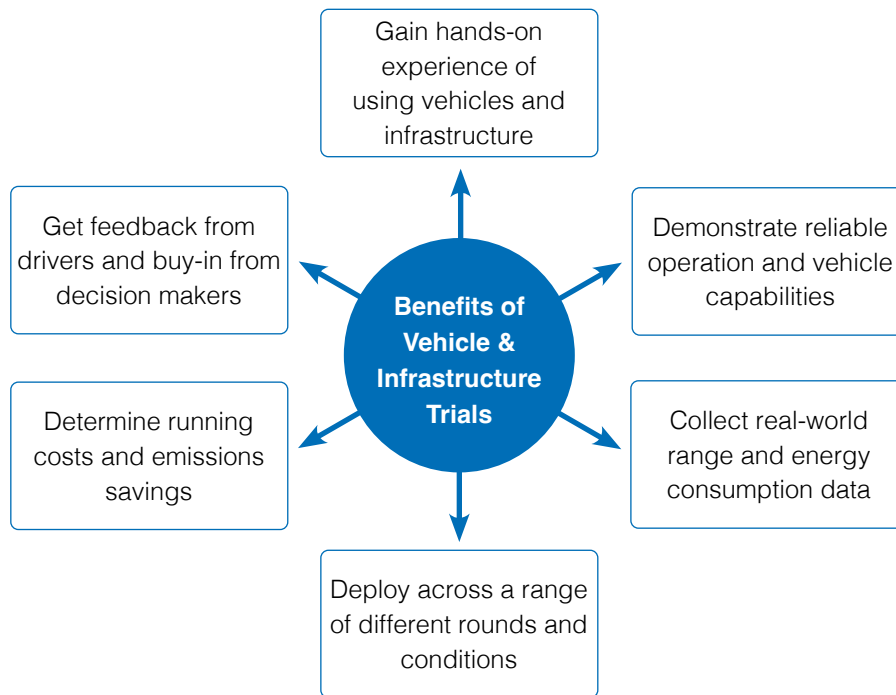 Gain hands-on
experience of
using vehicles and
infrastructure
Get feedback from
drivers and buy-in from
decision makers
Demonstrate reliable
operation and vehicle
capabilities
Benefits of
Vehicle &
Infrastructure
Trials
Determine running
costs and emissions
savings
Collect real-world
range and energy
consumption data
Deploy across a range
of different rounds and
conditions